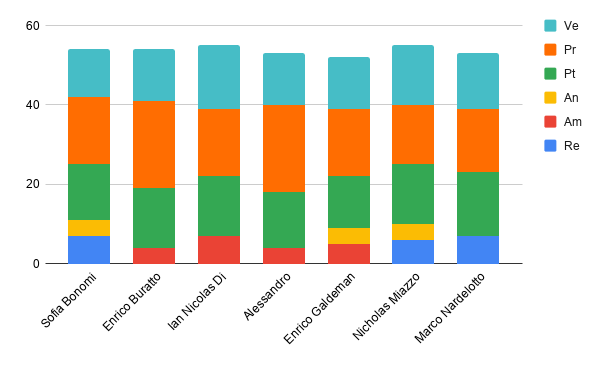 60
40
20
0
Sofia Bonomi
Enrico Buratto
Ian Nicolas Di
Alessandro
Enrico Galdeman
Nicholas Miazzo
Marco Nardelotto
Ve
Pr
Pt
An
Am
Re